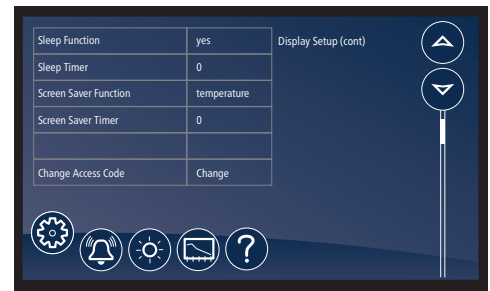 Sleep Function yes Display Setup (cont)
Sleep Timer 0
Screen Saver Function temperature
Screen Saver Timer 0
Change Access Code Change
?